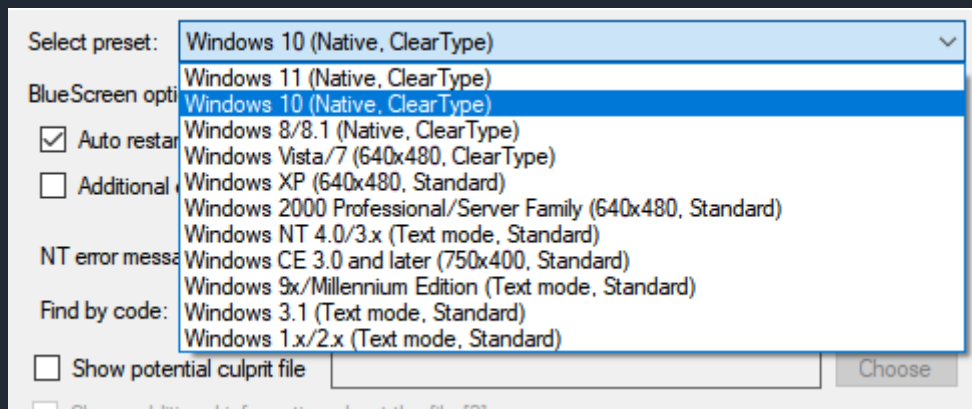 Select preset: Windows 10 (Native, ClearType)
Windows 11 (Native, ClearType)
BlueScreen opti
Windows 10 (Native, ClearType)
Windows 8/8.1 (Native, ClearType)
Auto restar
Windows Vista/7 (640x480, ClearType)
Windows XP (640x480, Standard)
Additional
Windows 2000 Professional/Server Family (640x480, Standard)
Windows NT 4.0/3.x (Text mode, Standard)
NT error messa
Windows CE 3.0 and later (750x400, Standard)
Windows 9x/Millennium Edition (Text mode, Standard)
Find by code:
Windows 3.1 (Text mode, Standard)
Windows 1.x/2.x (Text mode, Standard)
Show potential culprit file
Choose